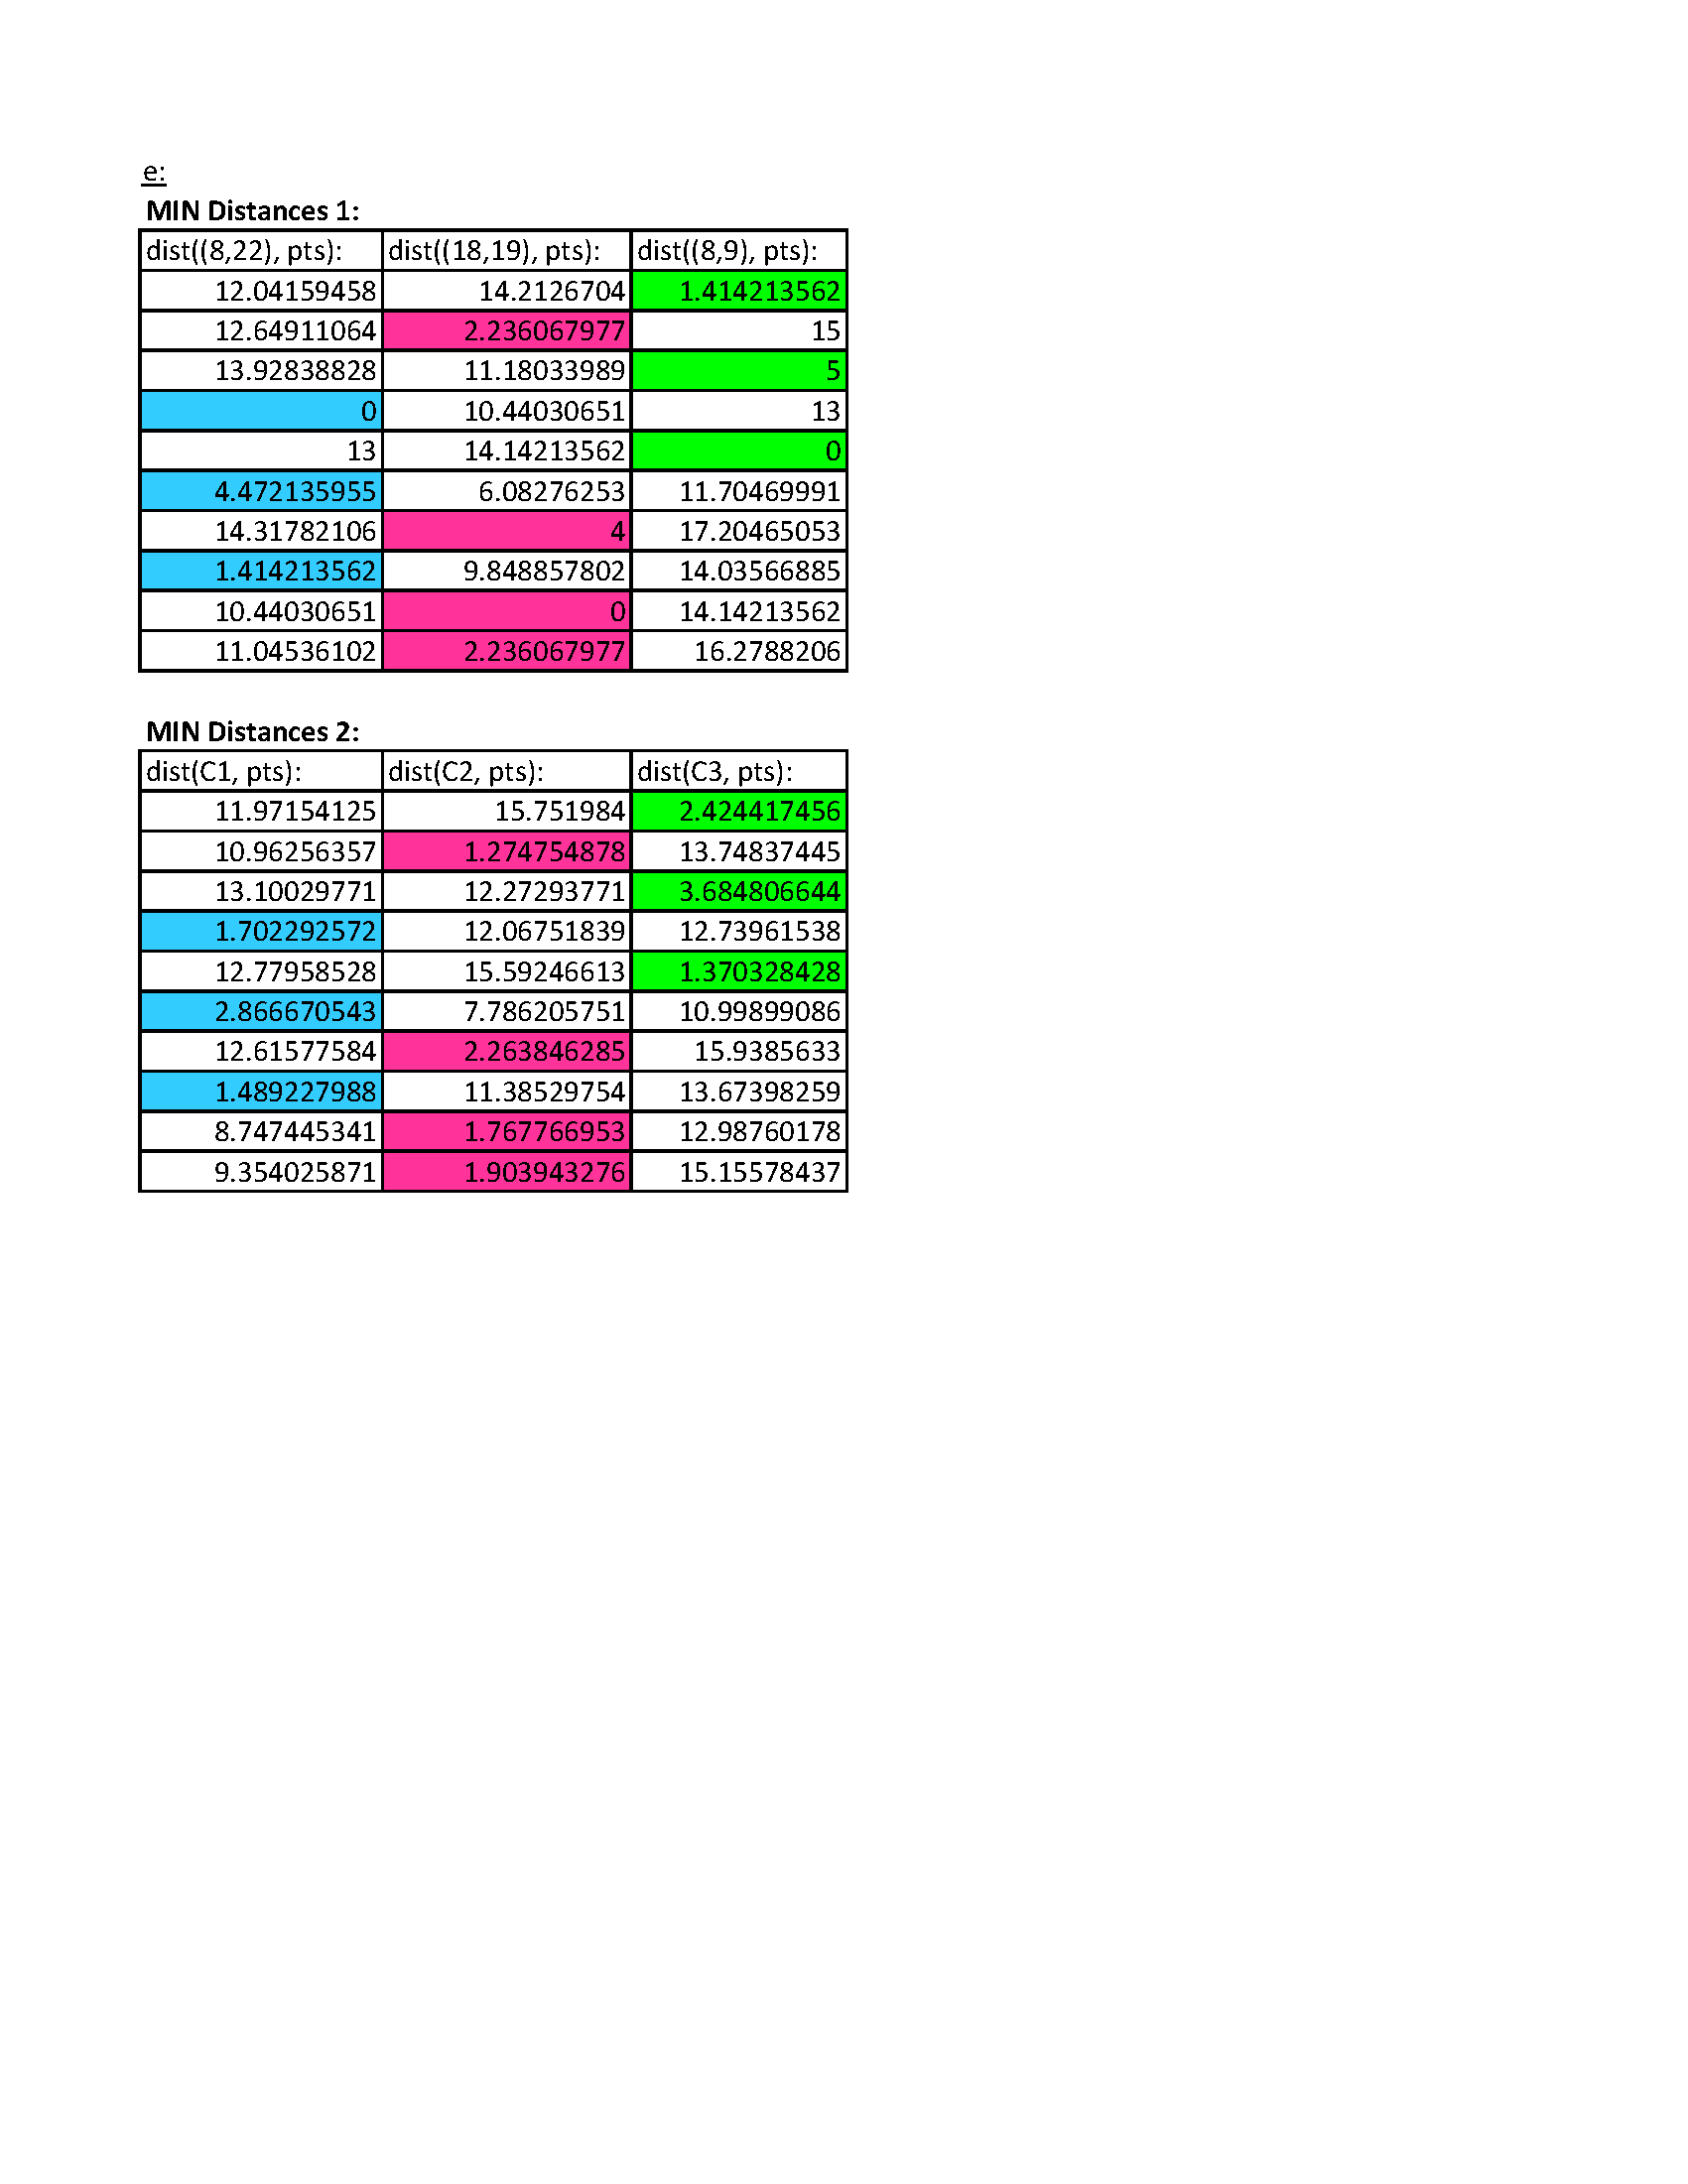 e:
MIN Distances 1:
dist((8,22), pts): dist((18,19), pts): dist((8,9), pts):
12.04159458 14.2126704 1.414213562
12.64911064 2.236067977 15
13.92838828 11.18033989 5
0 10.44030651 13
13 14.14213562 0
4.472135955 6.08276253 11.70469991
14.31782106 4 17.20465053
1.414213562 9.848857802 14.03566885
10.44030651 0 14.14213562
11.04536102 2.236067977 16.2788206
MIN Distances 2:
dist(C1, pts): dist(C2, pts): dist(C3, pts):
11.97154125 15.751984 2.424417456
10.96256357 1.274754878 13.74837445
13.10029771 12.27293771 3.684806644
1.702292572 12.06751839 12.73961538
12.77958528 15.59246613 1.370328428
2.866670543 7.786205751 10.99899086
12.61577584 2.263846285 15.9385633
1.489227988 11.38529754 13.67398259
8.747445341 1.767766953 12.98760178
9.354025871 1.903943276 15.15578437